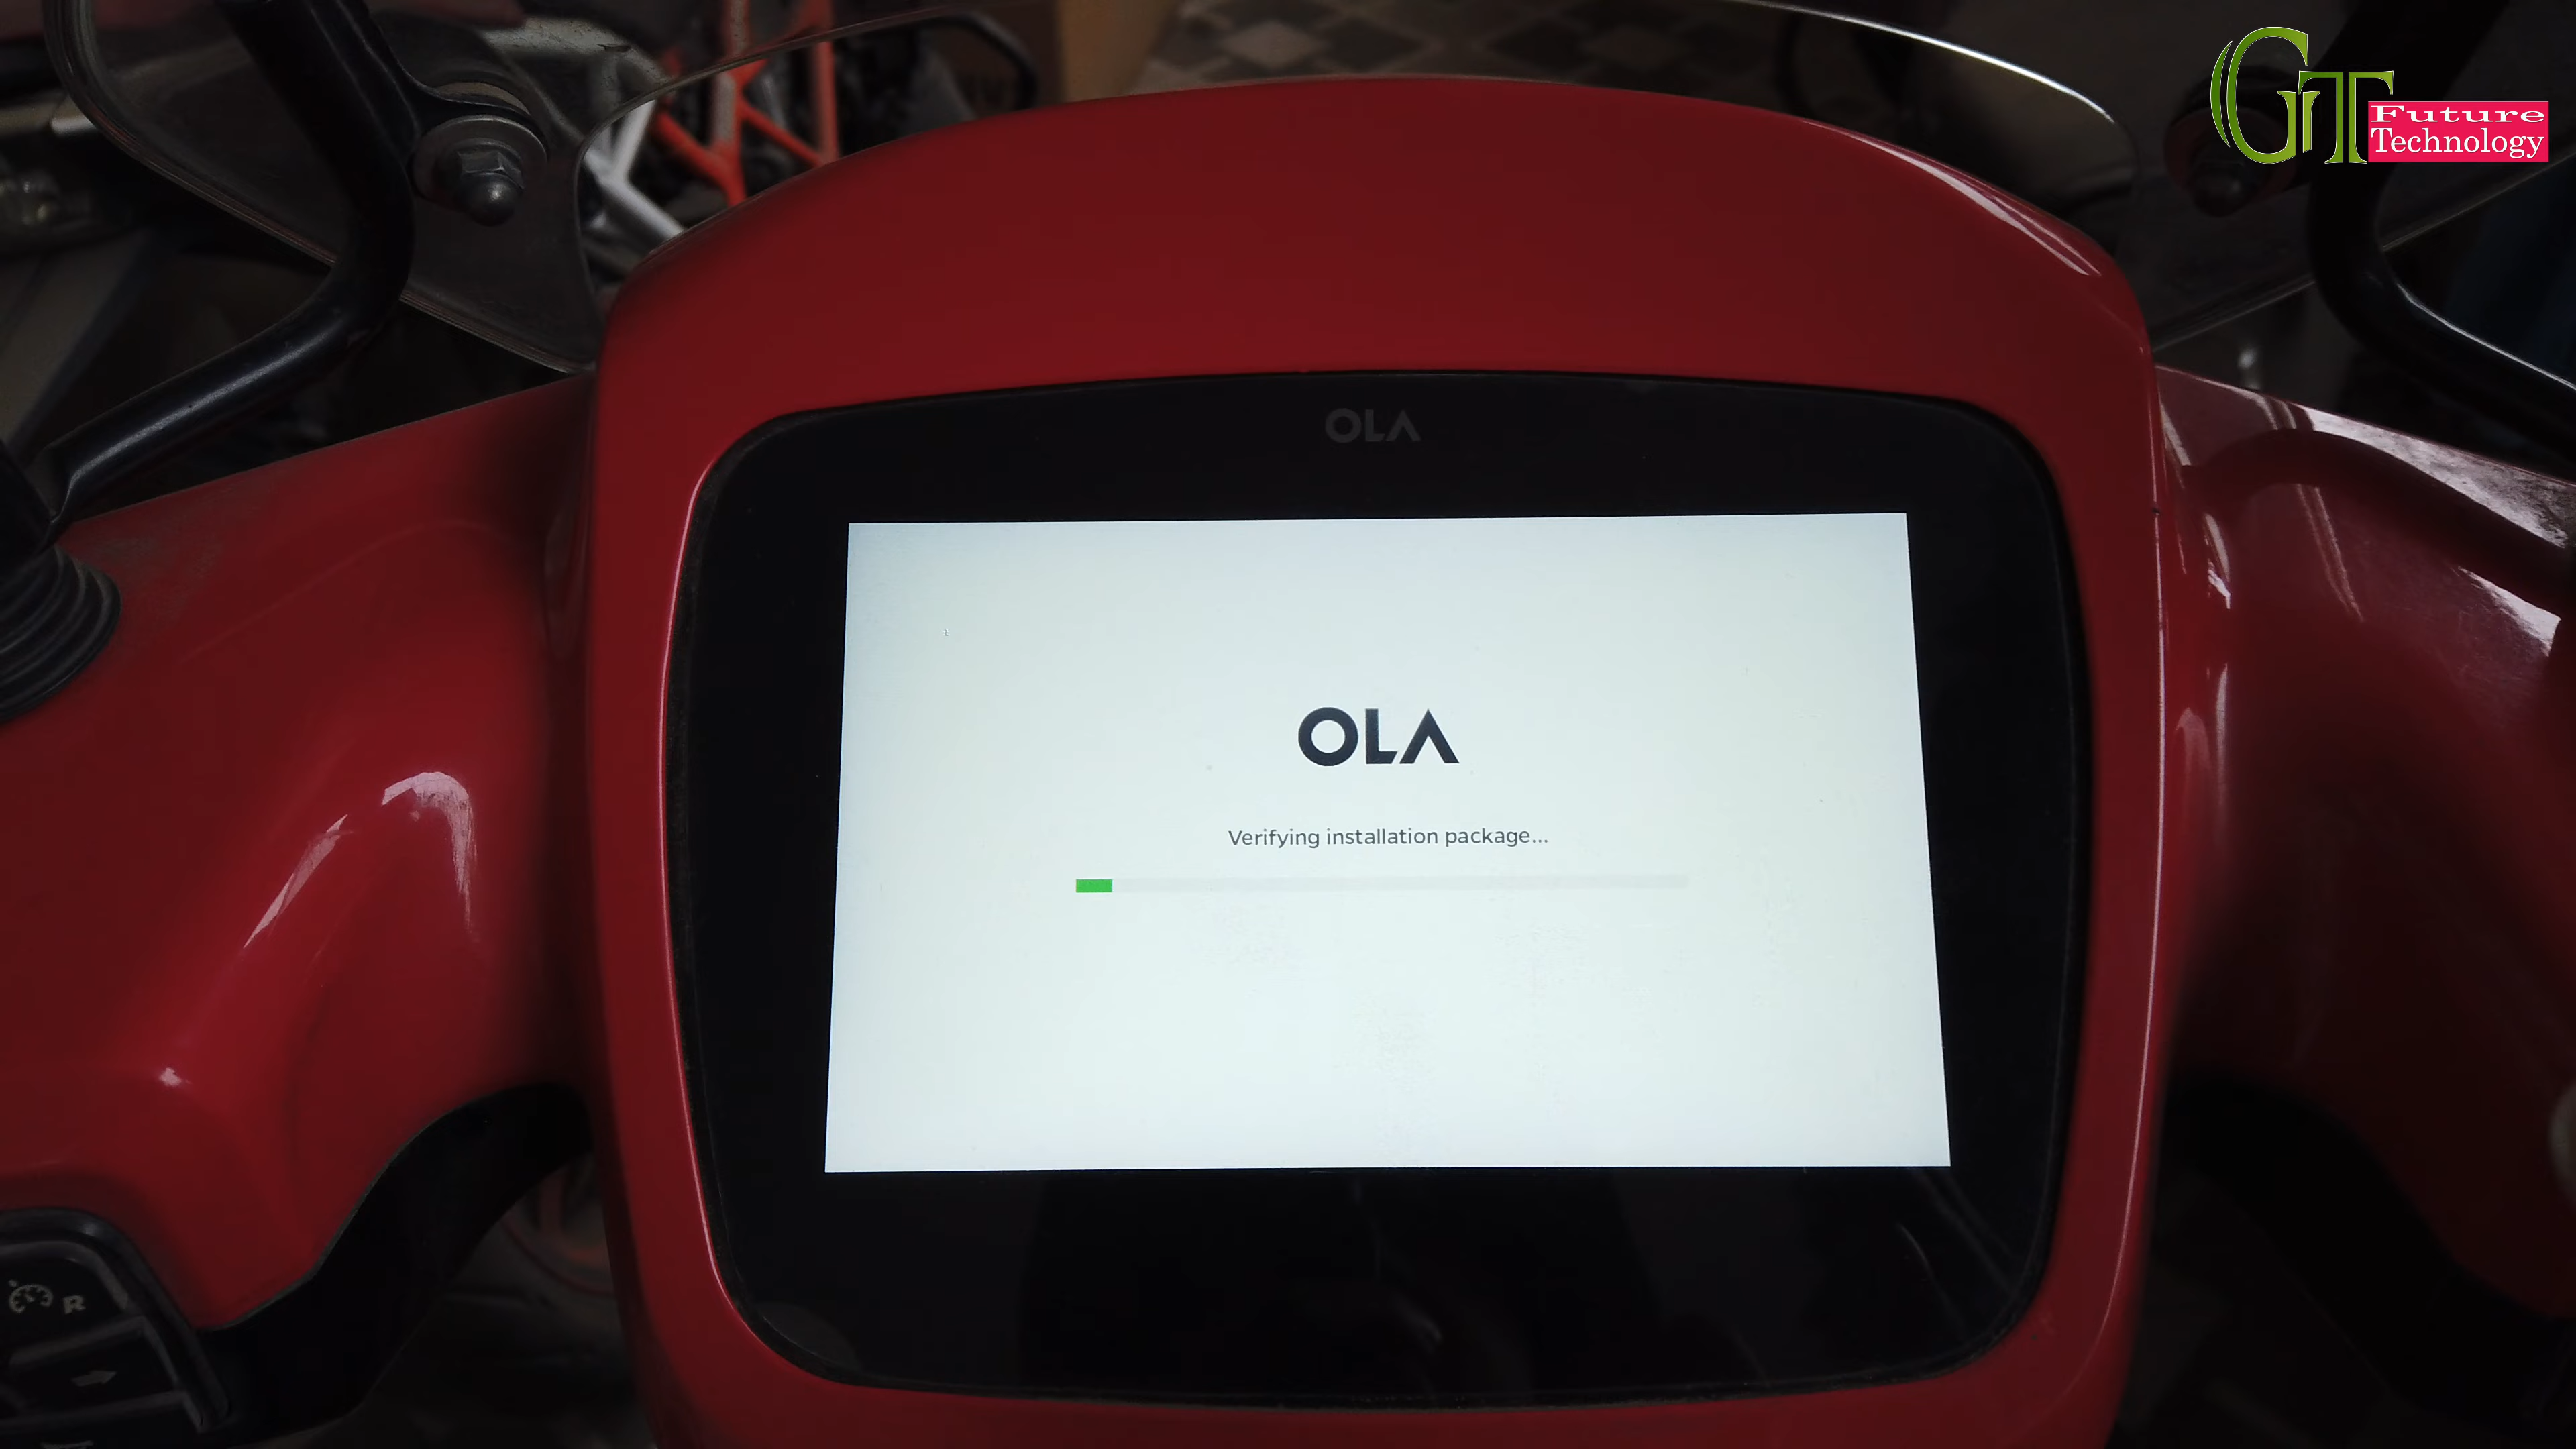 GT
Future
Technology
OLA
OLA
Verifying installation package...
R